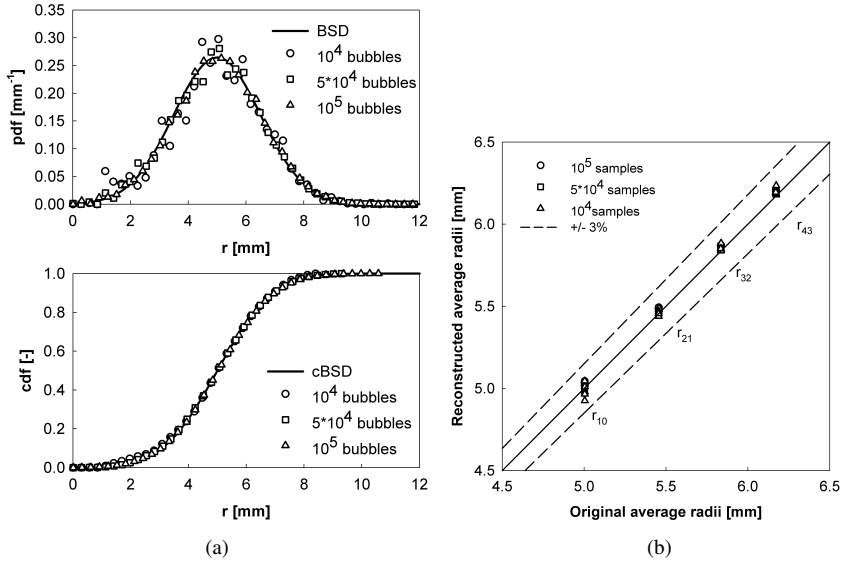 0.35
0.30
0.25
0.20
0.15
0.10
0.05
0.00
pdf [mm⁻¹]
BSD
10⁴ bubbles
5*10⁴ bubbles
10⁵ bubbles
0 2 4 6 8 10 12
r [mm]
1.0
0.8
0.6
0.4
0.2
0.0
cdf [-]
cBSD
10⁴ bubbles
5*10⁴ bubbles
10⁵ bubbles
0 2 4 6 8 10 12
r [mm]
(a)
6.5
6.0
5.5
5.0
4.5
Reconstructed average radii [mm]
10⁵ samples
5*10⁴ samples
10⁴samples
+/- 3%
r₄₃
r₃₂
r₂₁
r₁₀
4.5 5.0 5.5 6.0 6.5
Original average radii [mm]
(b)